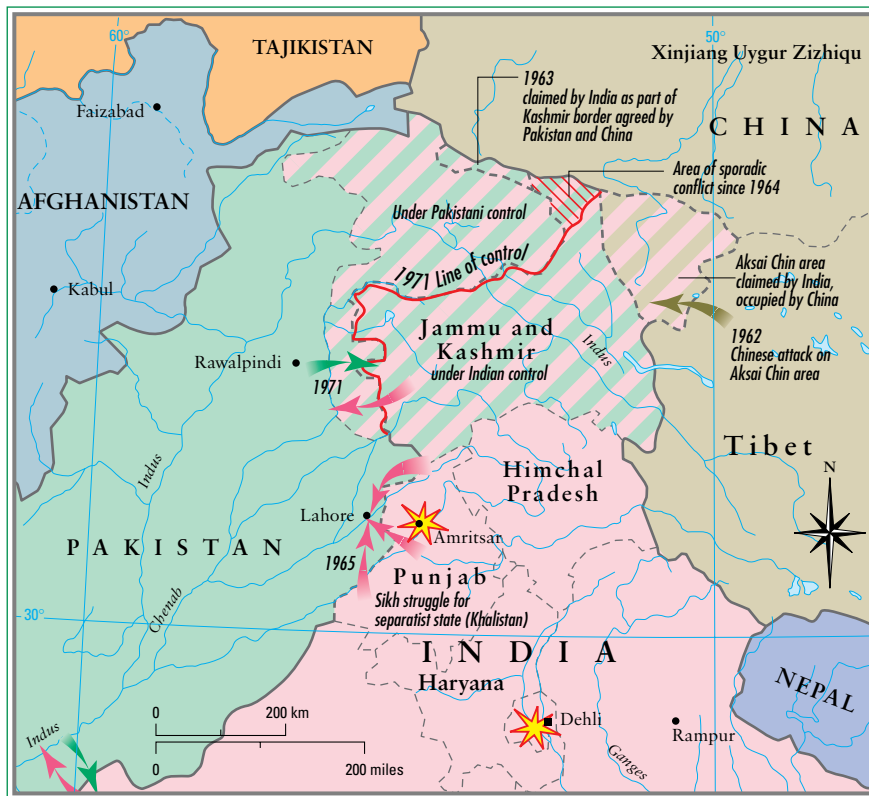 60°
50°
TAJIKISTAN
Xinjiang Uygur Zizhiqu
1963
claimed by India as part of
Kashmir border agreed by
Pakistan and China
Faizabad
CHINA
Area of sporadic
conflict since 1964
AFGHANISTAN
Under Pakistani control
1971 Line of control
Aksai Chin area
claimed by India,
occupied by China
Kabul
Jammu and
Kashmir
under Indian control
Indus
1962
Chinese attack on
Aksai Chin area
Rawalpindi
1971
Tibet
N
Himchal
Pradesh
Indus
Lahore
Amritsar
PAKISTAN
1965
Punjab
Sikh struggle for
separatist state (Khalistan)
Chenab
30°
INDIA
Haryana
NEPAL
0
200 km
Dehli
Rampur
Indus
0
200 miles
Ganges